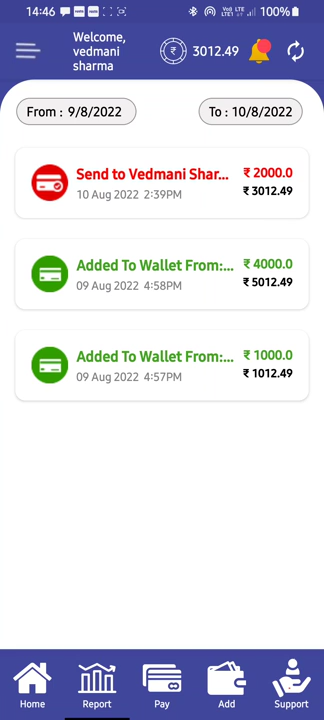 14:46 100%
Welcome,
vedmani
sharma
3012.49
From : 9/8/2022 To : 10/8/2022
Send to Vedmani Shar... ₹ 2000.0
10 Aug 2022 2:39PM ₹ 3012.49
Added To Wallet From:... ₹ 4000.0
09 Aug 2022 4:58PM ₹ 5012.49
Added To Wallet From:... ₹ 1000.0
09 Aug 2022 4:57PM ₹ 1012.49
Home Report Pay Add Support